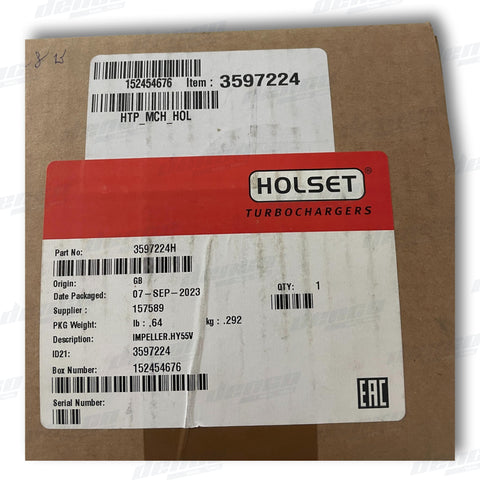 152454676 Item : 3597224
HTP_MCH_HOL
HOLSET®
TURBOCHARGERS
Part No: 3597224H
Origin: GB
Date Packaged: 07-SEP-2023 QTY: 1
Supplier : 157589
PKG Weight: lb : .64 kg : .292
Description: IMPELLER.HY55V
ID21: 3597224
Box Number: 152454676
Serial Number:
EAC